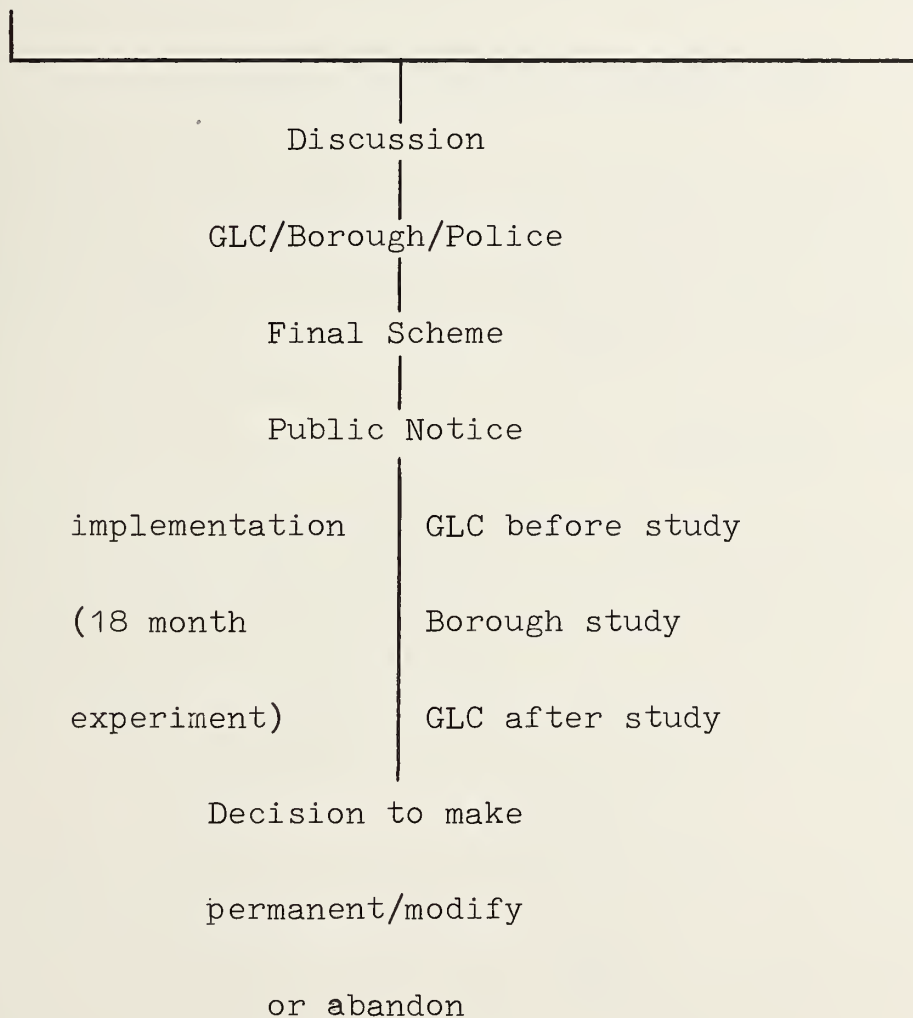 Discussion
GLC/Borough/Police
Final Scheme
Public Notice
implementation GLC before study
(18 month Borough study
experiment) GLC after study
Decision to make
permanent/modify
or abandon